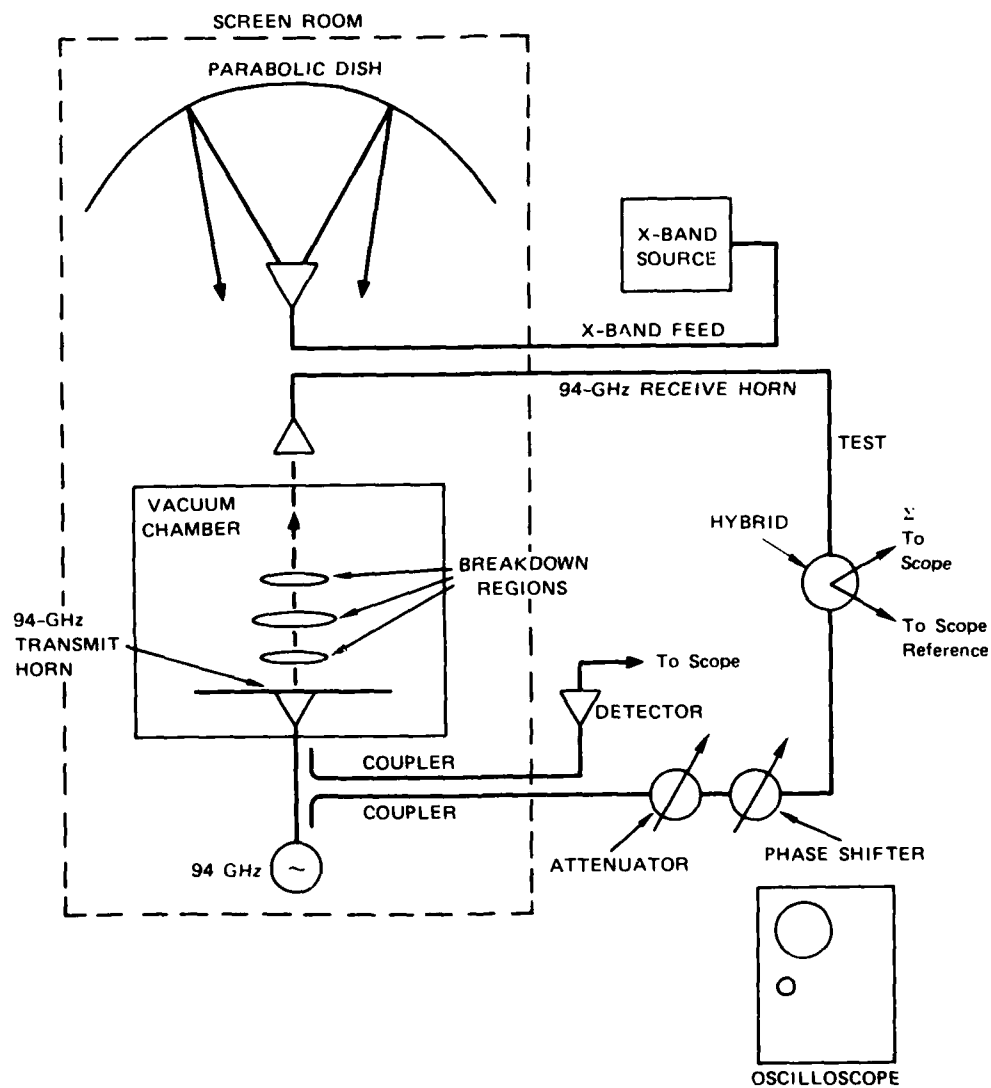 SCREEN ROOM
PARABOLIC DISH
X-BAND
SOURCE
X-BAND FEED
94-GHz RECEIVE HORN
TEST
VACUUM
CHAMBER
HYBRID
Σ
To
Scope
BREAKDOWN
REGIONS
94-GHz
TRANSMIT
HORN
To Scope
Reference
To Scope
DETECTOR
COUPLER
COUPLER
ATTENUATOR
PHASE SHIFTER
94 GHz
~
OSCILLOSCOPE